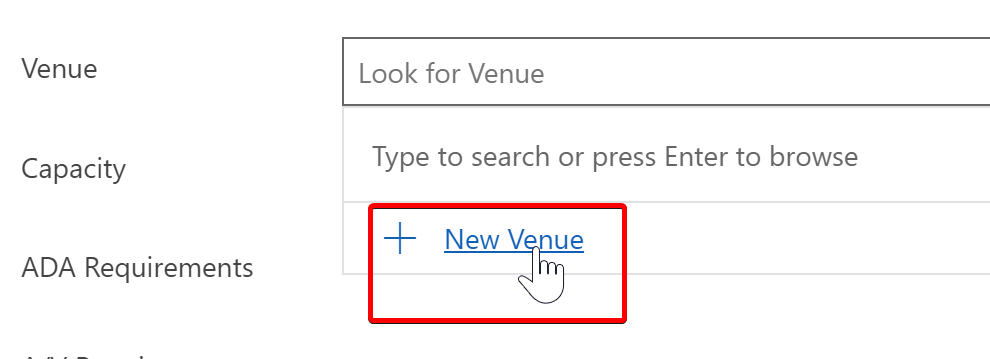 Venue
Look for Venue
Type to search or press Enter to browse
Capacity
New Venue
ADA Requirements